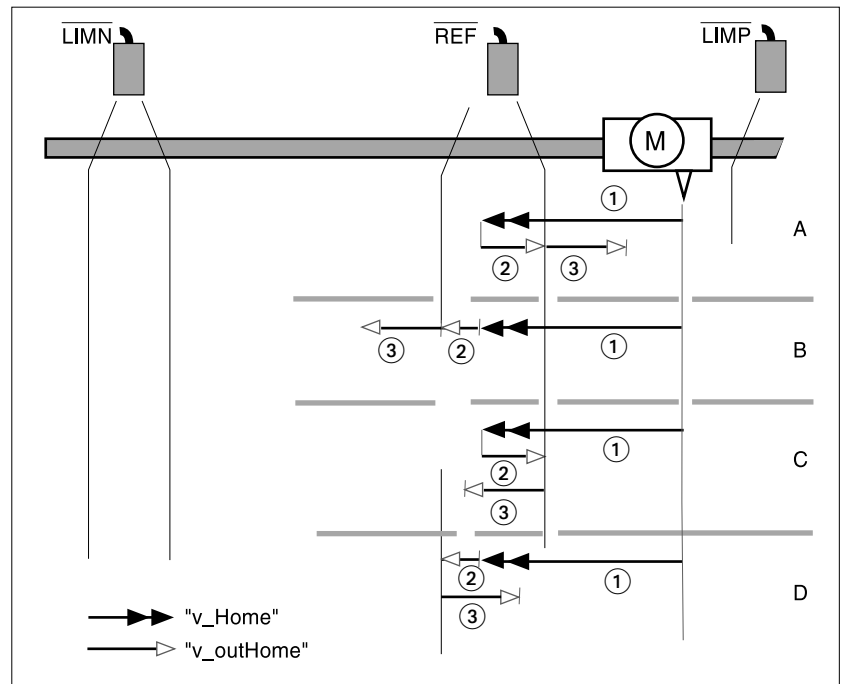 LIMN REF LIMP
M
1
A
2 3
3 2 1
B
1
C
2
3
2 1
D
3
"v_Home"
"v_outHome"